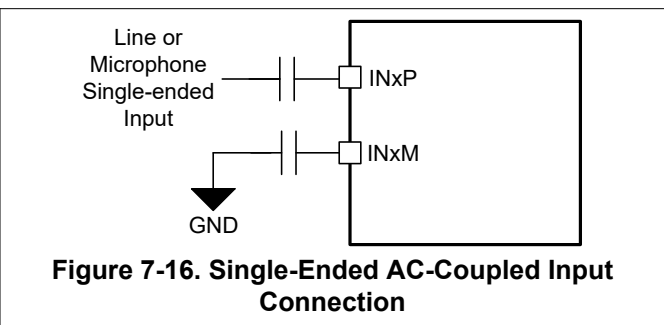 Line or
Microphone
Single-ended
Input
INxP
INxM
GND
Figure 7-16. Single-Ended AC-Coupled Input
Connection